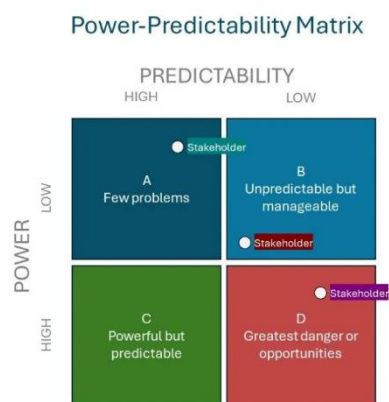 Power-Predictability Matrix
PREDICTABILITY
HIGH
LOW
POWER
LOW
HIGH
Stakeholder
A
Few problems
B
Unpredictable but
manageable
Stakeholder
Stakeholder
C
Powerful but
predictable
D
Greatest danger or
opportunities